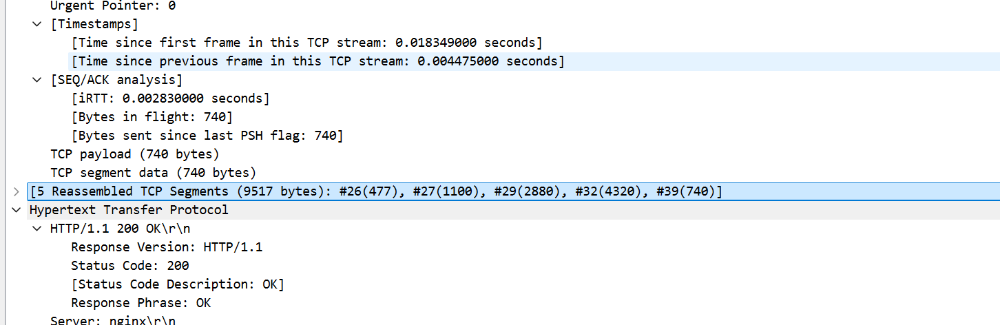 Urgent Pointer: 0
[Timestamps]
[Time since first frame in this TCP stream: 0.018349000 seconds]
[Time since previous frame in this TCP stream: 0.004475000 seconds]
[SEQ/ACK analysis]
[iRTT: 0.002830000 seconds]
[Bytes in flight: 740]
[Bytes sent since last PSH flag: 740]
TCP payload (740 bytes)
TCP segment data (740 bytes)
[5 Reassembled TCP Segments (9517 bytes): #26(477), #27(1100), #29(2880), #32(4320), #39(740)]
Hypertext Transfer Protocol
HTTP/1.1 200 OK\r\n
Response Version: HTTP/1.1
Status Code: 200
[Status Code Description: OK]
Response Phrase: OK
Server: nginx\r\n